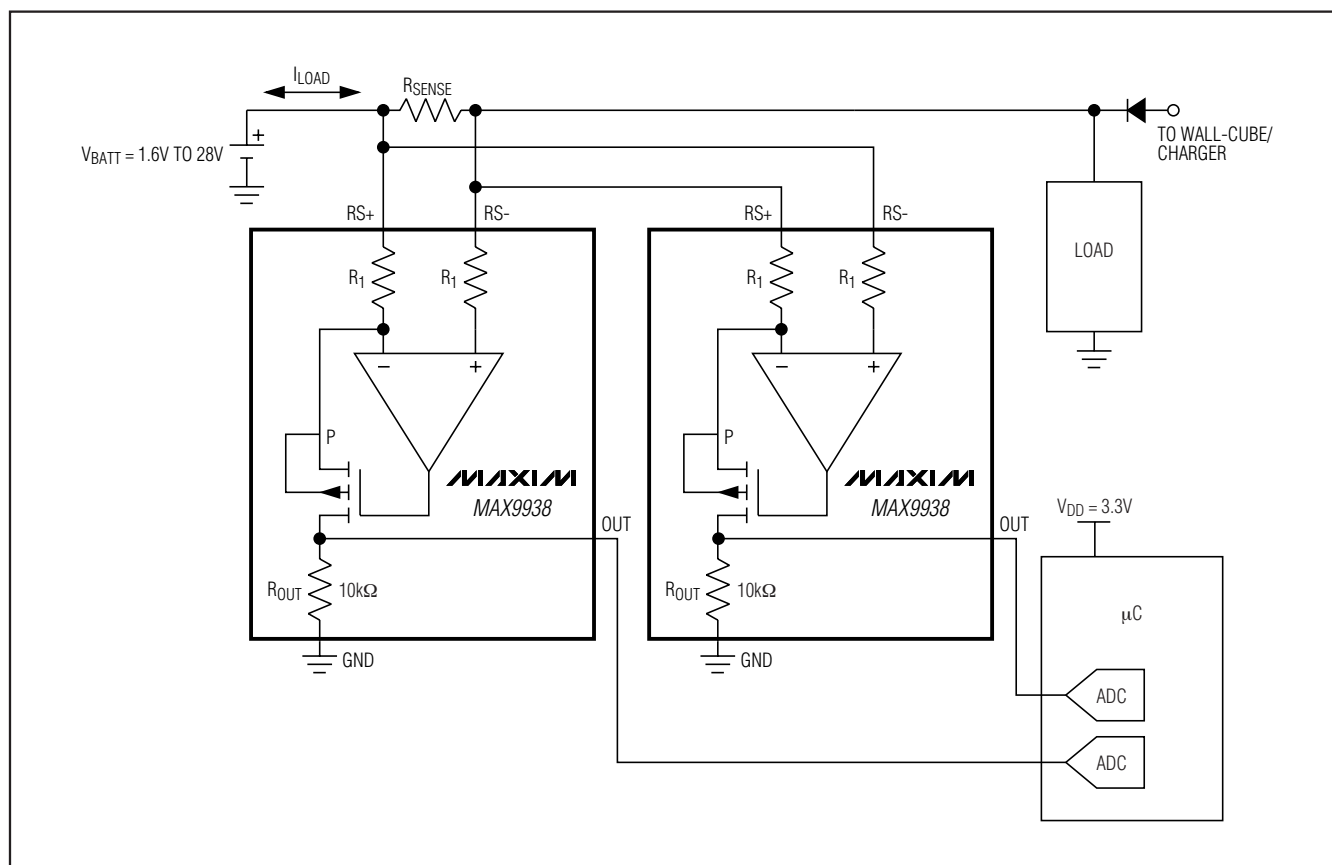 ILOAD
RSENSE
VBATT = 1.6V TO 28V
+
TO WALL-CUBE/
CHARGER
RS+
RS-
RS+
RS-
LOAD
R1
R1
R1
R1
−
+
−
+
P
P
MAXIM
MAX9938
MAXIM
MAX9938
OUT
OUT
VDD = 3.3V
ROUT
10kΩ
ROUT
10kΩ
µC
GND
GND
ADC
ADC